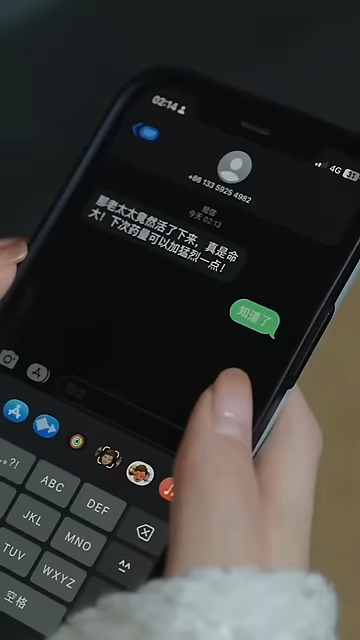 02:14
4G 31
+86 133 5925 4982
短信
今天 02:13
那老太太竟然活了下来，真是命
大！下次药量可以加猛烈一点！
知道了
.,?!
ABC
DEF
JKL
MNO
TUV
WXYZ
^^
空格